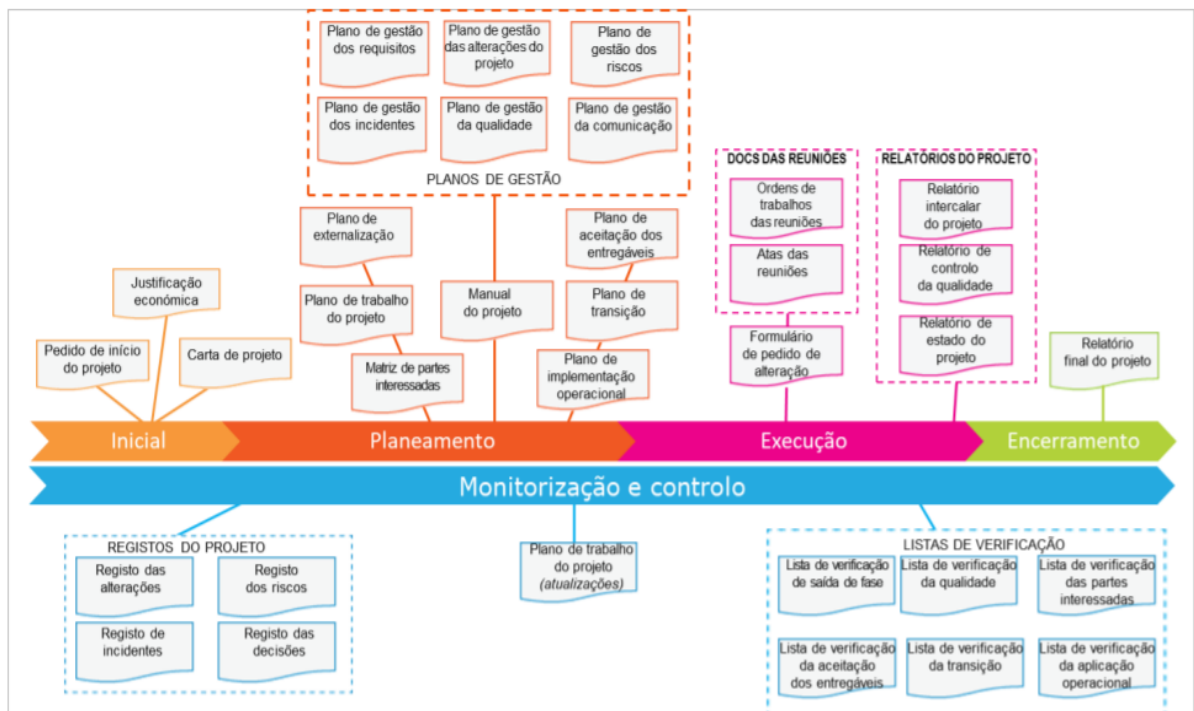 Plano de gestão
dos requisitos
Plano de gestão
das alterações do
projeto
Plano de
gestão dos
riscos
Plano de gestão
dos incidentes
Plano de gestão
da qualidade
Plano de gestão
da comunicação
PLANOS DE GESTÃO
DOCS DAS REUNIÕES
Ordens de
trabalhos
das reuniões
Atas das
reuniões
RELATÓRIOS DO PROJETO
Relatório
intercalar
do projeto
Relatório de
controlo
da qualidade
Relatório de
estado do
projeto
Plano de
externalização
Plano de
aceitação dos
entregáveis
Justificação
económica
Plano de trabalho
do projeto
Manual
do projeto
Plano de
transição
Pedido de início
do projeto
Carta de projeto
Matriz de partes
interessadas
Plano de
implementação
operacional
Formulário
de pedido de
alteração
Relatório
final do projeto
Inicial
Planeamento
Execução
Encerramento
Monitorização e controlo
REGISTOS DO PROJETO
Registo das
alterações
Registo
dos riscos
Registo de
incidentes
Registo das
decisões
Plano de trabalho
do projeto
(atualizações)
LISTAS DE VERIFICAÇÃO
Lista de verificação
de saída de fase
Lista de verificação
da qualidade
Lista de verificação
das partes
interessadas
Lista de verificação
da aceitação
dos entregáveis
Lista de verificação
da transição
Lista de verificação
da aplicação
operacional